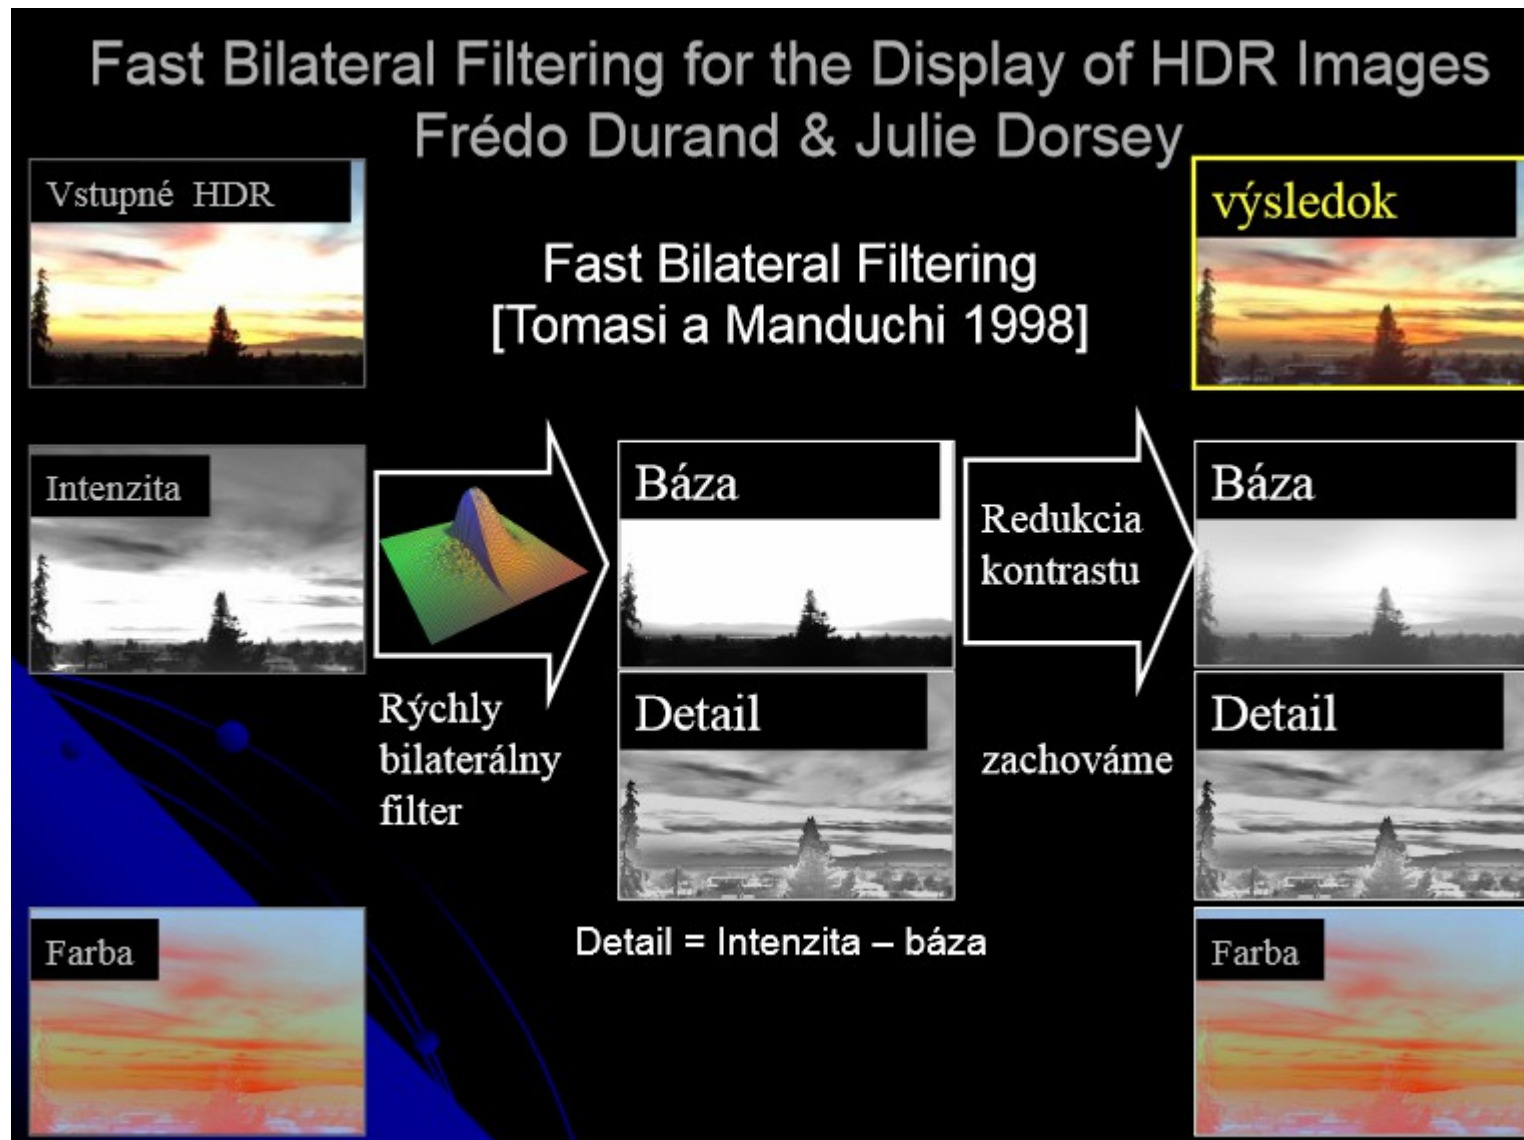 Fast Bilateral Filtering for the Display of HDR Images
Frédo Durand & Julie Dorsey
Vstupné HDR
výsledok
Fast Bilateral Filtering
[Tomasi a Manduchi 1998]
Intenzita
Báza
Redukcia
kontrastu
Báza
Rýchly
bilaterálny
filter
Detail
zachováme
Detail
Farba
Detail = Intenzita – báza
Farba